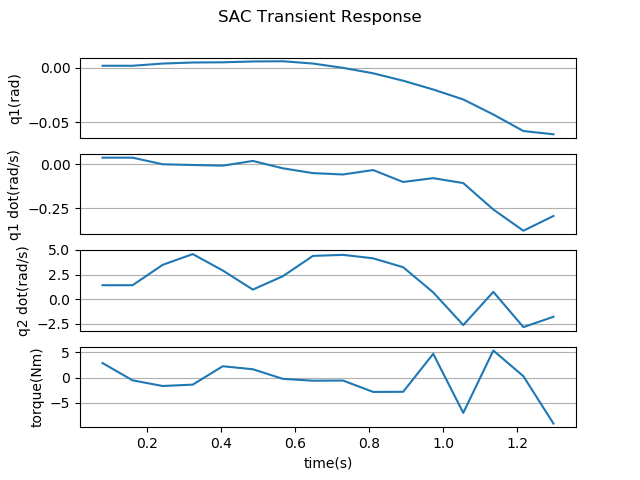 SAC Transient Response
q1(rad)
0.00
−0.05
q1 dot(rad/s)
0.00
−0.25
q2 dot(rad/s)
5.0
2.5
0.0
−2.5
torque(Nm)
5
0
−5
0.2 0.4 0.6 0.8 1.0 1.2
time(s)